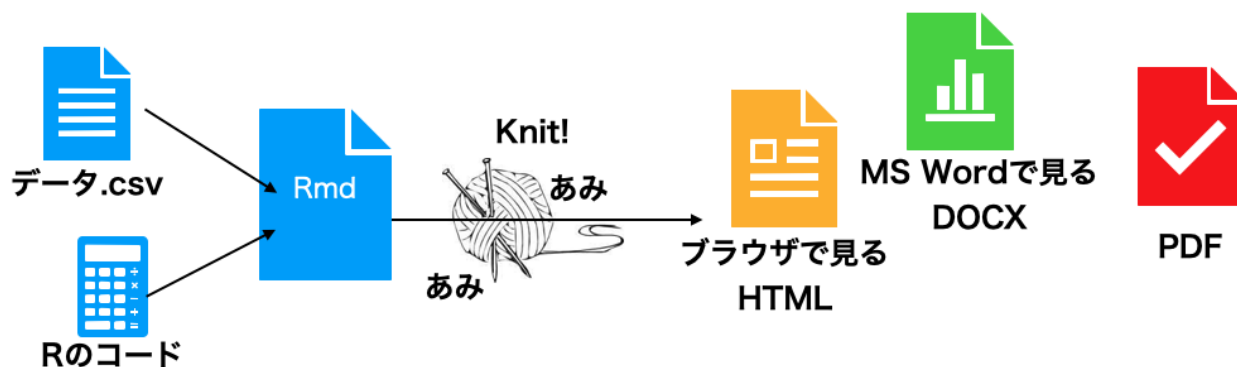 データ.csv
Rのコード
Rmd
Knit!
あみ
あみ
ブラウザで見る
HTML
MS Wordで見る
DOCX
PDF